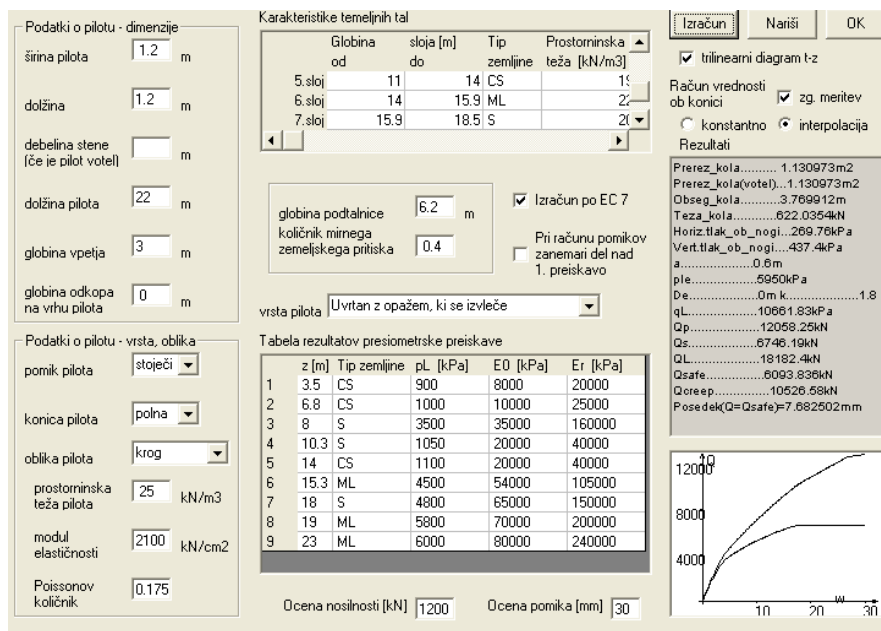 Podatki o pilotu - dimenzije
širina pilota 1.2 m
dolžina 1.2 m
debelina stene
(če je pilot votel) m
dolžina pilota 22 m
globina vpetja 3 m
globina odkopa
na vrhu pilota 0 m
Podatki o pilotu - vrsta, oblika
pomik pilota stoječi
konica pilota polna
oblika pilota krog
prostorninska
teža pilota 25 kN/m3
modul
elastičnosti 2100 kN/cm2
Poissonov
količnik 0.175
Karakteristike temeljnih tal
Globina sloja [m] Tip Prostorninska
od do zemljine teža [kN/m3]
5.sloj 11 14 CS 19
6.sloj 14 15.9 ML 22
7.sloj 15.9 18.5 S 20
globina podtalnice 6.2 m
količnik mirnega
zemeljskega pritiska 0.4
Izračun po EC 7
Pri računu pomikov
zanemari del nad
1. preiskavo
vrsta pilota Uvrtan z opažem, ki se izvleče
Tabela rezultatov presiometrske preiskave
z [m] Tip zemljine pL [kPa] E0 [kPa] Er [kPa]
1 3.5 CS 900 8000 20000
2 6.8 CS 1000 10000 25000
3 8 S 3500 35000 160000
4 10.3 S 1050 20000 40000
5 14 CS 1100 20000 40000
6 15.3 ML 4500 54000 105000
7 18 S 4800 65000 150000
8 19 ML 5800 70000 200000
9 23 ML 6000 80000 240000
Ocena nosilnosti [kN] 1200 Ocena pomika [mm] 30
Izračun Nariši OK
trilinearni diagram t-z
Račun vrednosti
ob konici zg. meritev
konstantno interpolacija
Rezultati
Prerez_kola.......... 1.130973m2
Prerez_kola(votel)...1.130973m2
Obseg_kola............3.769912m
Teza_kola..............622.0354kN
Horiz.tlak_ob_nogi...269.76kPa
Vert.tlak_ob_nogi....437.4kPa
a....................0.6m
ple....................5950kPa
De....................0m k..................1.8
qL....................10661.83kPa
Qp....................12058.25kN
Qs....................6746.19kN
QL....................18182.4kN
Qsafe................6093.836kN
Qcreep...............10526.58kN
Posedek(Q=Qsafe)=7.682502mm
Q
12000
8000
4000
w
10 20 30